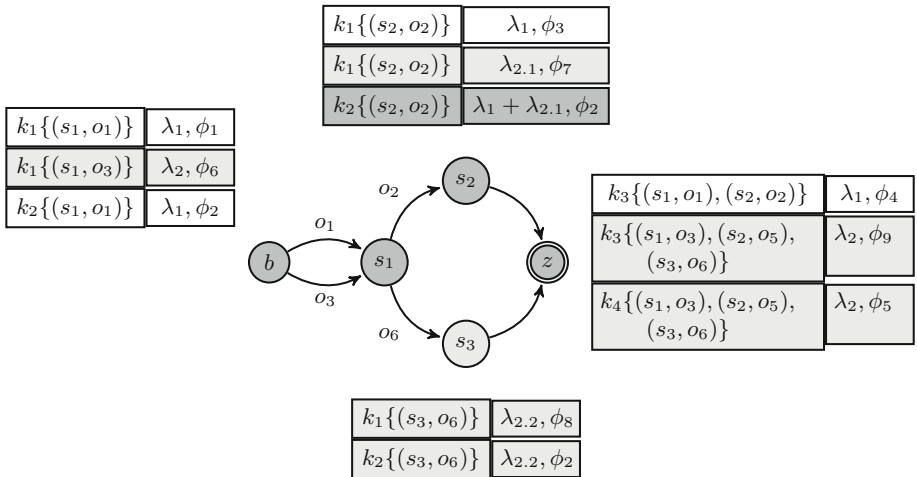 k₁{(s₂, o₂)} λ₁, ϕ₃
k₁{(s₂, o₂)} λ₂.₁, ϕ₇
k₂{(s₂, o₂)} λ₁ + λ₂.₁, ϕ₂
k₁{(s₁, o₁)} λ₁, ϕ₁
k₁{(s₁, o₃)} λ₂, ϕ₆
k₂{(s₁, o₁)} λ₁, ϕ₂
k₃{(s₁, o₁), (s₂, o₂)} λ₁, ϕ₄
k₃{(s₁, o₃), (s₂, o₅), λ₂, ϕ₉
(s₃, o₆)}
k₄{(s₁, o₃), (s₂, o₅), λ₂, ϕ₅
(s₃, o₆)}
s₂
o₂
o₁
b
s₁
z
o₃
o₆
s₃
k₁{(s₃, o₆)} λ₂.₂, ϕ₈
k₂{(s₃, o₆)} λ₂.₂, ϕ₂